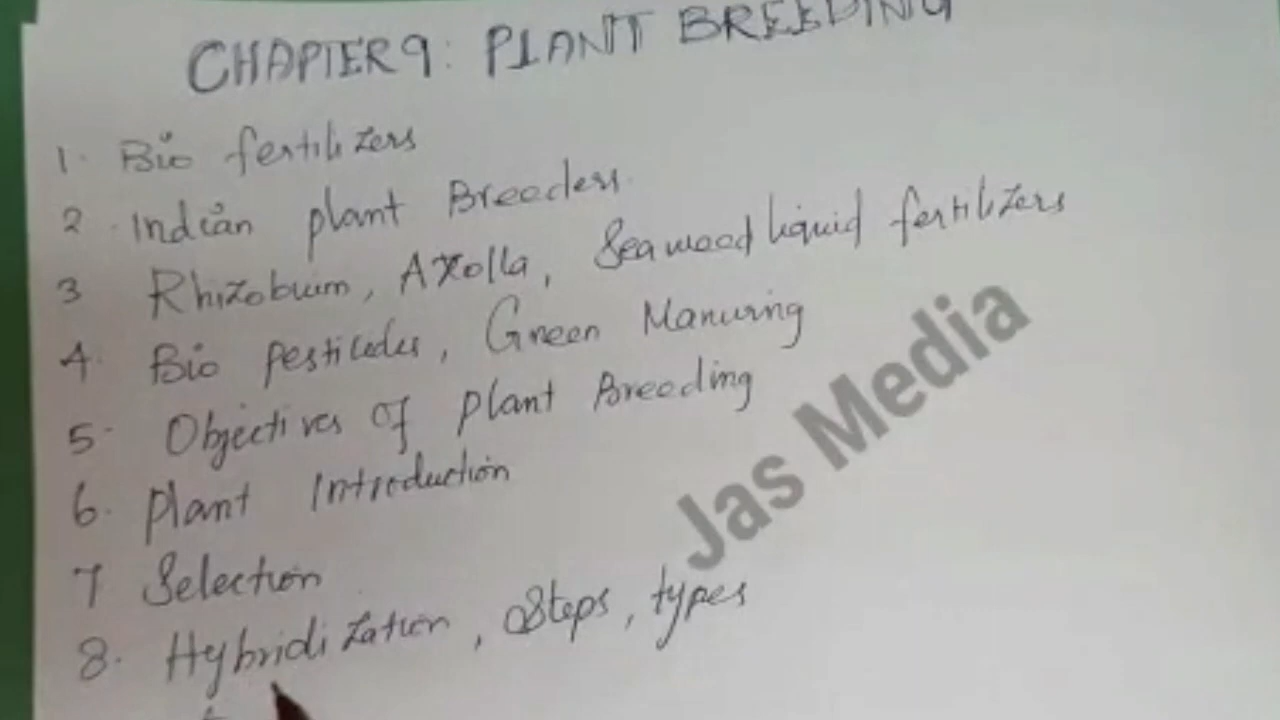 CHAPTER 9: PLANT BREEDING
1. Bio fertilizers
2. Indian plant Breeders
3 Rhizobium, Azolla, Seaweed liquid fertilizers
4. Bio Pesticides, Green Manuring
5. Objectives of plant Breeding
6. Plant Introduction
7 Selection
8. Hybridization, Steps, types
Jas Media